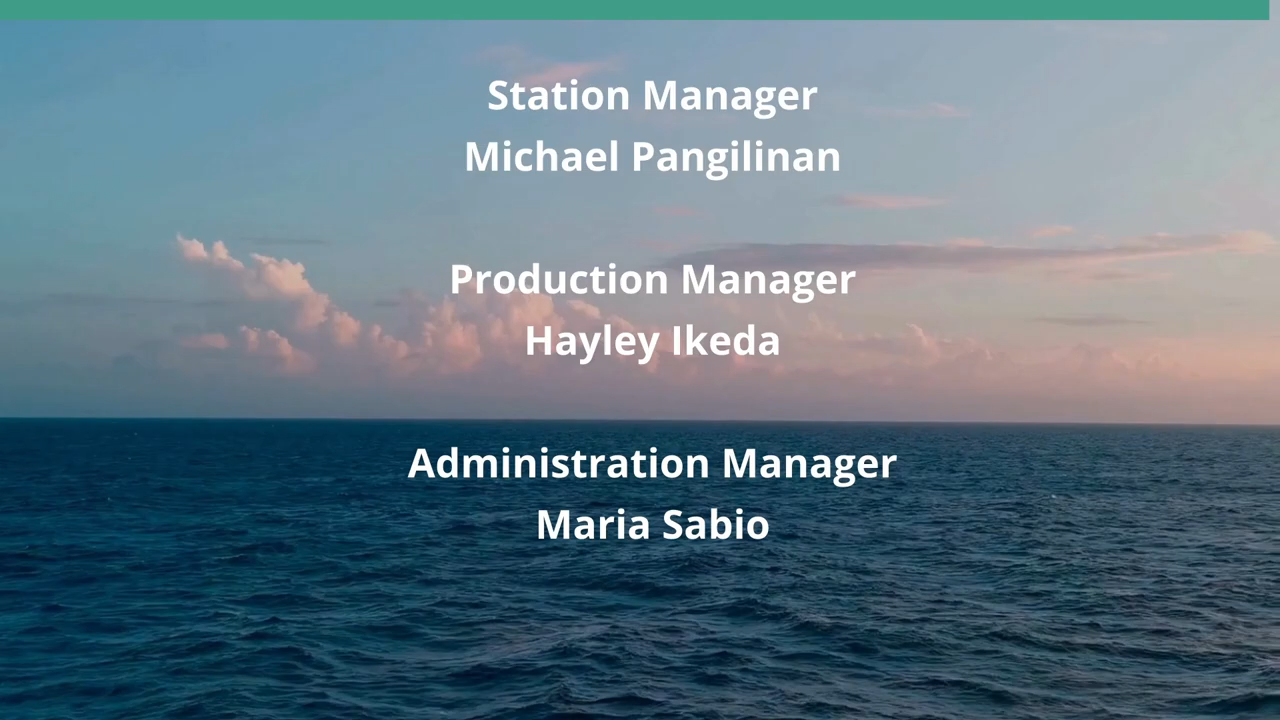 Station Manager
Michael Pangilinan
Production Manager
Hayley Ikeda
Administration Manager
Maria Sabio